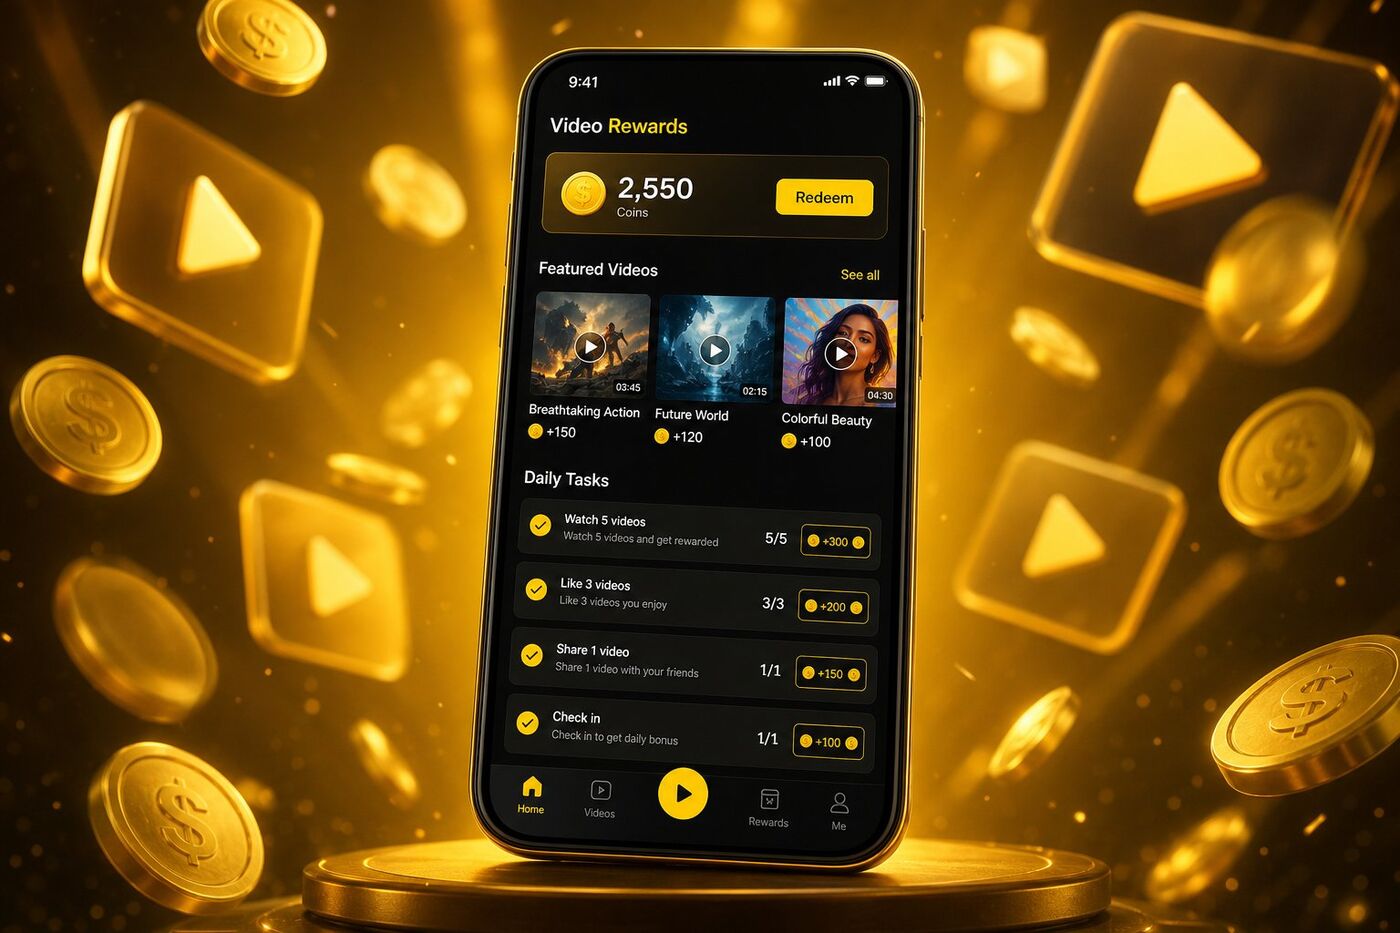 9:41
Video Rewards
2,550
Coins
Redeem
Featured Videos
See all
03:45
02:15
04:30
Breathtaking Action
Future World
Colorful Beauty
+150
+120
+100
Daily Tasks
Watch 5 videos
Watch 5 videos and get rewarded
5/5
+300
Like 3 videos
Like 3 videos you enjoy
3/3
+200
Share 1 video
Share 1 video with your friends
1/1
+150
Check in
Check in to get daily bonus
1/1
+100
Home
Videos
Rewards
Me